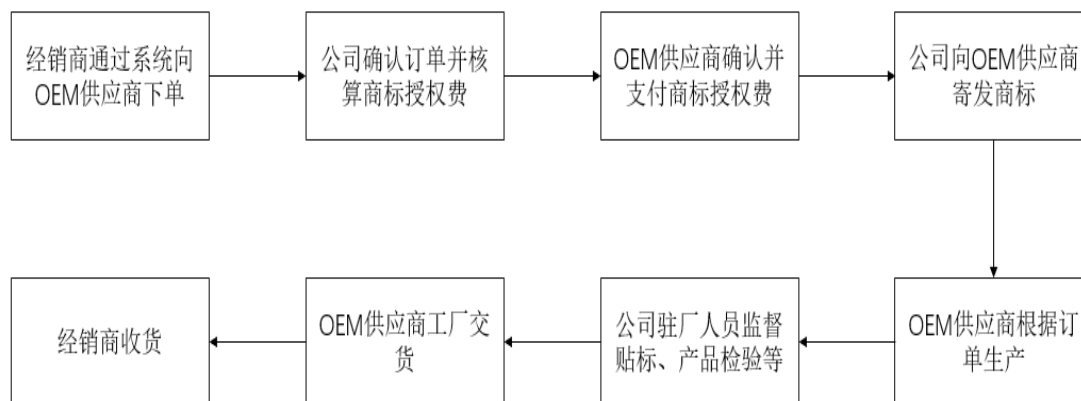 经销商通过系统向
OEM供应商下单
公司确认订单并核
算商标授权费
OEM供应商确认并
支付商标授权费
公司向OEM供应商
寄发商标
OEM供应商根据订
单生产
公司驻厂人员监督
贴标、产品检验等
OEM供应商工厂交
货
经销商收货